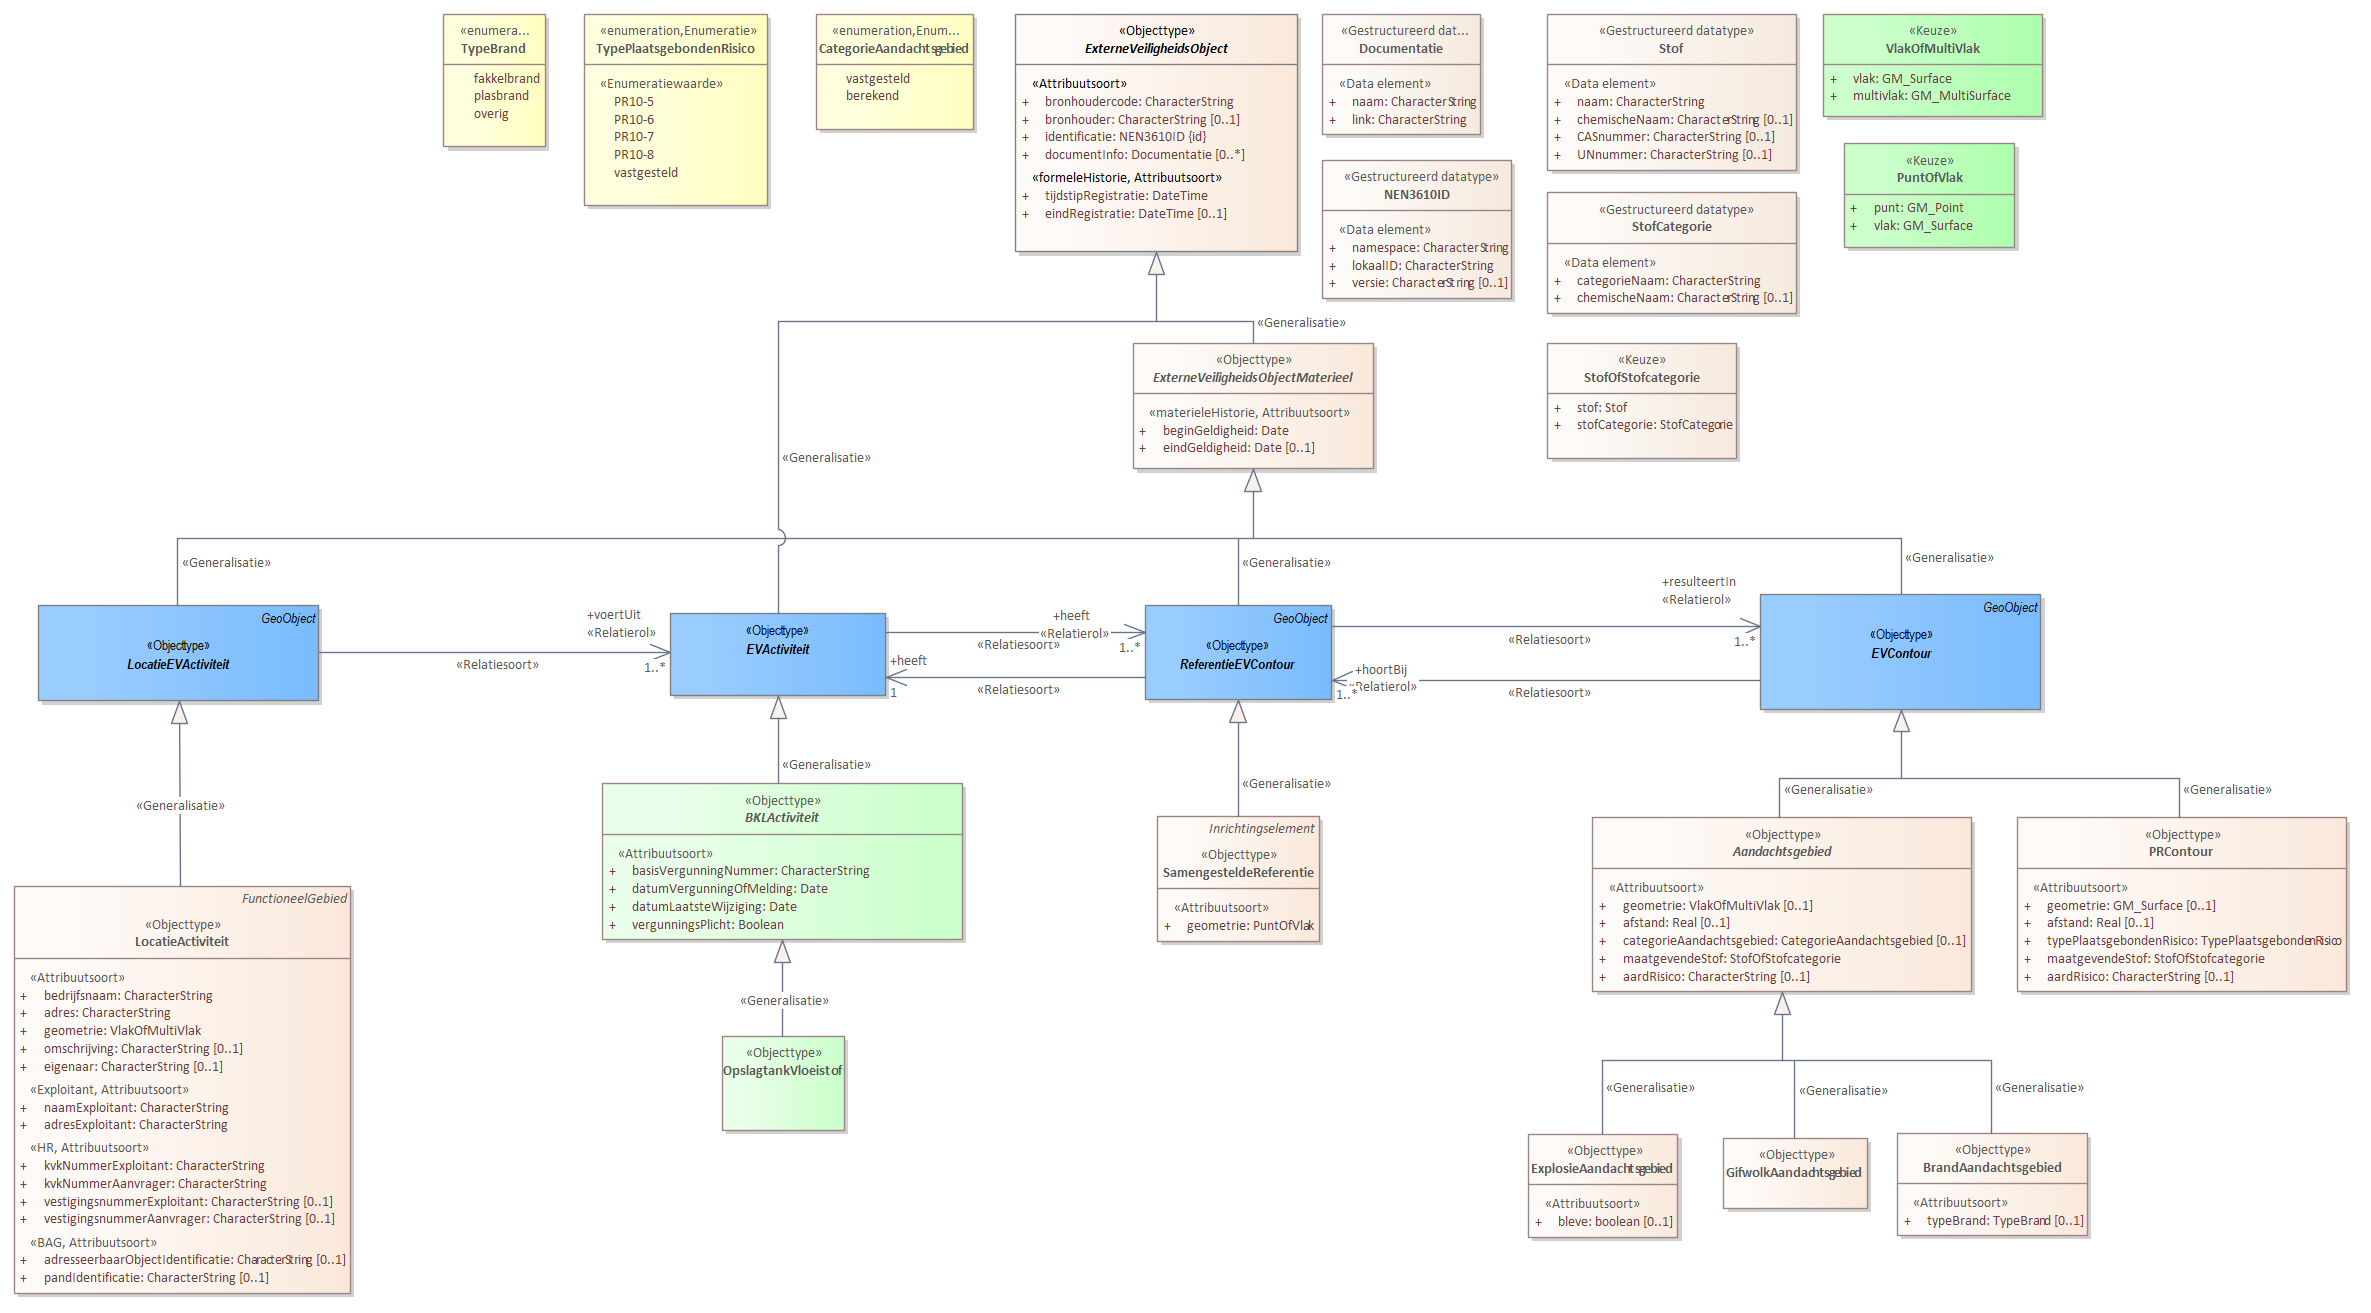 «enumera...
TypeBrand
fakkelbrand
plasbrand
overig
«enumeration,Enumeratie»
TypePlaatsgebondenRisico
«Enumeratiewaarde»
PR10-5
PR10-6
PR10-7
PR10-8
vastgesteld
«enumeration,Enum...
CategorieAandachtsgebied
vastgesteld
berekend
«Objecttype»
ExterneVeiligheidsObject
«Attribuutsoort»
+ bronhoudercode: CharacterString
+ bronhouder: CharacterString [0..1]
+ identificatie: NEN3610ID {id}
+ documentInfo: Documentatie [0..*]
«formeleHistorie, Attribuutsoort»
+ tijdstipRegistratie: DateTime
+ eindRegistratie: DateTime [0..1]
«Gestructureerd dat...
Documentatie
«Data element»
+ naam: CharacterString
+ link: CharacterString
«Gestructureerd datatype»
NEN3610ID
«Data element»
+ namespace: CharacterString
+ lokaalID: CharacterString
+ versie: CharacterString [0..1]
«Gestructureerd datatype»
Stof
«Data element»
+ naam: CharacterString
+ chemischeNaam: CharacterString [0..1]
+ CASnummer: CharacterString [0..1]
+ UNnummer: CharacterString [0..1]
«Gestructureerd datatype»
StofCategorie
«Data element»
+ categorieNaam: CharacterString
+ chemischeNaam: CharacterString [0..1]
«Keuze»
StofOfStofcategorie
+ stof: Stof
+ stofCategorie: StofCategorie
«Keuze»
VlakOfMultiVlak
+ vlak: GM_Surface
+ multivlak: GM_MultiSurface
«Keuze»
PuntOfVlak
+ punt: GM_Point
+ vlak: GM_Surface
«Generalisatie»
«Objecttype»
ExterneVeiligheidsObjectMaterieel
«materieleHistorie, Attribuutsoort»
+ beginGeldigheid: Date
+ eindGeldigheid: Date [0..1]
«Generalisatie»
«Generalisatie»
«Generalisatie»
«Generalisatie»
GeoObject
«Objecttype»
LocatieEVActiviteit
+voertUit
«Relatierol»
1..*
«Relatiesoort»
«Objecttype»
EVActiviteit
+heeft
«Relatierol»
1..*
«Relatiesoort»
+heeft
1
«Relatiesoort»
GeoObject
«Objecttype»
ReferentieEVContour
+resulteertIn
«Relatierol»
1..*
«Relatiesoort»
+hoortBij
«Relatierol»
1..*
«Relatiesoort»
GeoObject
«Objecttype»
EVContour
«Generalisatie»
«Generalisatie»
«Generalisatie»
«Generalisatie»
«Generalisatie»
FunctioneelGebied
«Objecttype»
LocatieActiviteit
«Attribuutsoort»
+ bedrijfsnaam: CharacterString
+ adres: CharacterString
+ geometrie: VlakOfMultiVlak
+ omschrijving: CharacterString [0..1]
+ eigenaar: CharacterString [0..1]
«Exploitant, Attribuutsoort»
+ naamExploitant: CharacterString
+ adresExploitant: CharacterString
«HR, Attribuutsoort»
+ kvkNummerExploitant: CharacterString
+ kvkNummerAanvrager: CharacterString
+ vestigingsnummerExploitant: CharacterString [0..1]
+ vestigingsnummerAanvrager: CharacterString [0..1]
«BAG, Attribuutsoort»
+ adresseerbaarObjectIdentificatie: CharacterString [0..1]
+ pandIdentificatie: CharacterString [0..1]
«Objecttype»
BKLActiviteit
«Attribuutsoort»
+ basisVergunningNummer: CharacterString
+ datumVergunningOfMelding: Date
+ datumLaatsteWijziging: Date
+ vergunningsPlicht: Boolean
«Generalisatie»
«Objecttype»
OpslagtankVloeistof
Inrichtingselement
«Objecttype»
SamengesteldeReferentie
«Attribuutsoort»
+ geometrie: PuntOfVlak
«Objecttype»
Aandachtsgebied
«Attribuutsoort»
+ geometrie: VlakOfMultiVlak [0..1]
+ afstand: Real [0..1]
+ categorieAandachtsgebied: CategorieAandachtsgebied [0..1]
+ maatgevendeStof: StofOfStofcategorie
+ aardRisico: CharacterString [0..1]
«Objecttype»
PRContour
«Attribuutsoort»
+ geometrie: GM_Surface [0..1]
+ afstand: Real [0..1]
+ typePlaatsgebondenRisico: TypePlaatsgebondenRisico
+ maatgevendeStof: StofOfStofcategorie
+ aardRisico: CharacterString [0..1]
«Generalisatie»
«Generalisatie»
«Generalisatie»
«Objecttype»
ExplosieAandachtsgebied
«Attribuutsoort»
+ bleve: boolean [0..1]
«Objecttype»
GifwolkAandachtsgebied
«Objecttype»
BrandAandachtsgebied
«Attribuutsoort»
+ typeBrand: TypeBrand [0..1]